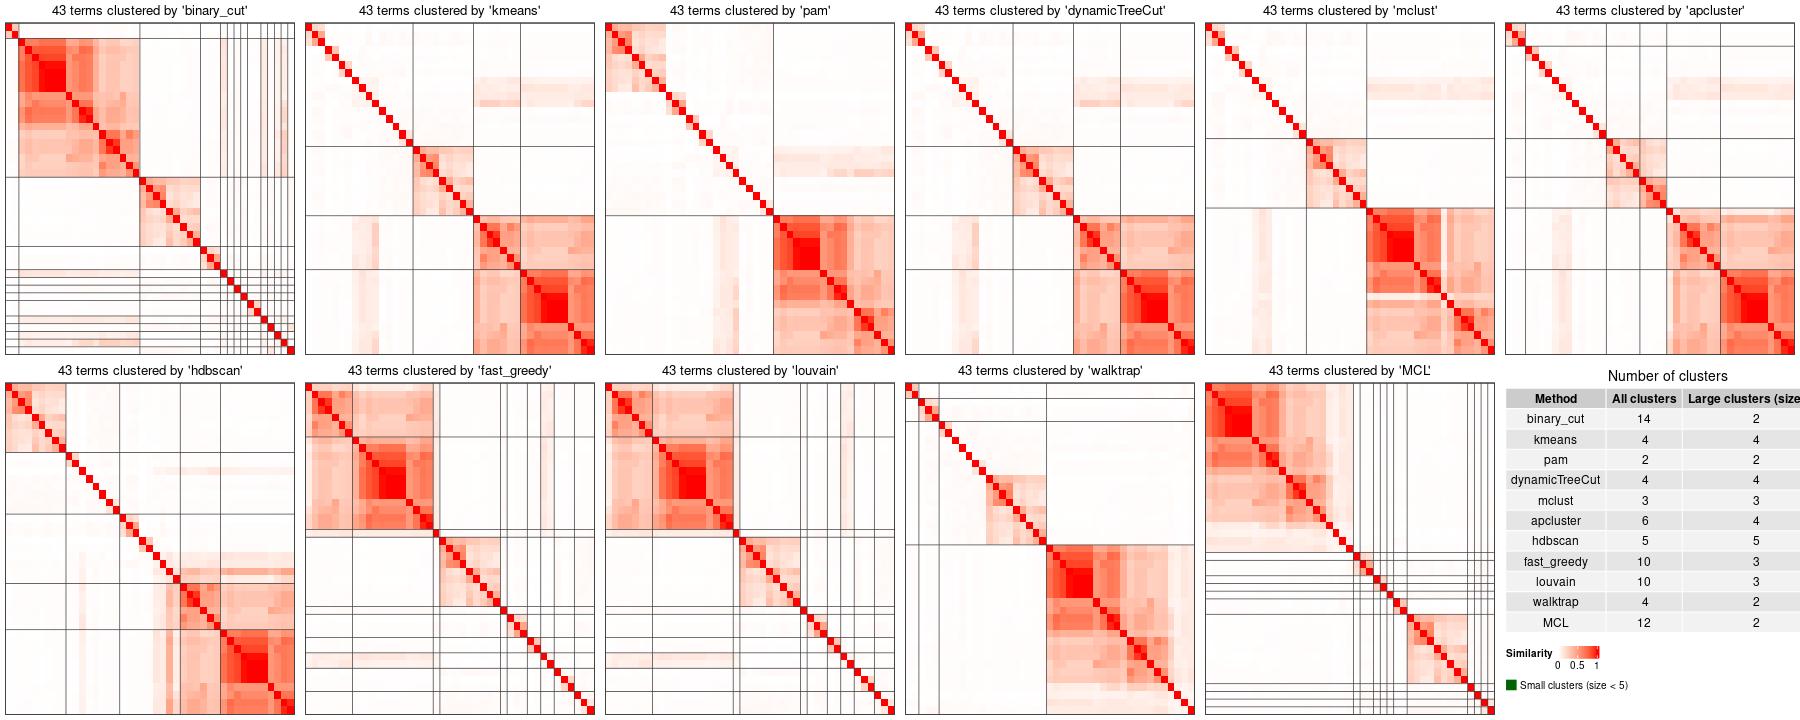 43 terms clustered by 'binary_cut'
43 terms clustered by 'kmeans'
43 terms clustered by 'pam'
43 terms clustered by 'dynamicTreeCut'
43 terms clustered by 'mclust'
43 terms clustered by 'apcluster'
43 terms clustered by 'hdbscan'
43 terms clustered by 'fast_greedy'
43 terms clustered by 'louvain'
43 terms clustered by 'walktrap'
43 terms clustered by 'MCL'
Number of clusters
Method All clusters Large clusters (size
binary_cut 14 2
kmeans 4 4
pam 2 2
dynamicTreeCut 4 4
mclust 3 3
apcluster 6 4
hdbscan 5 5
fast_greedy 10 3
louvain 10 3
walktrap 4 2
MCL 12 2
Similarity
0 0.5 1
Small clusters (size < 5)